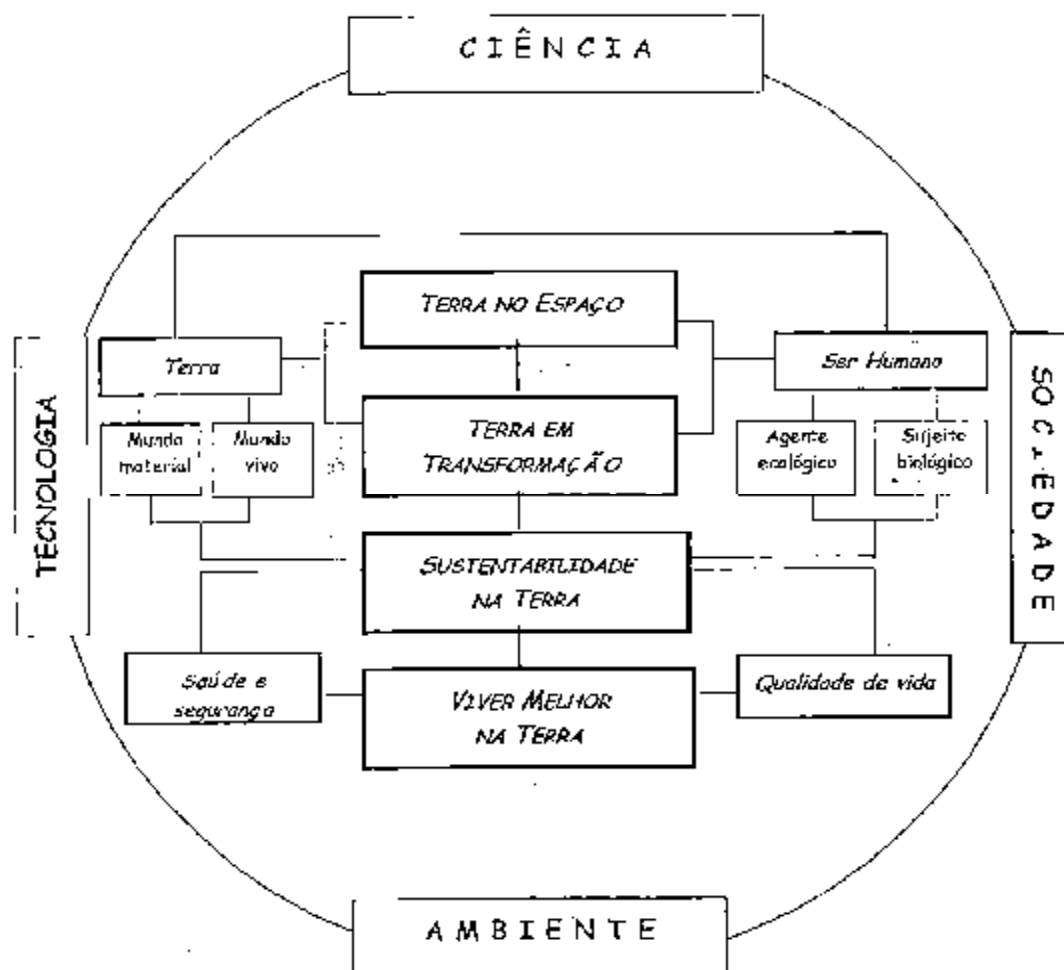 CIÊNCIA
TERRA NO ESPAÇO
Terra
Ser Humano
TECNOLOGIA
SOCIEDADE
Mundo
material
Mundo
vivo
TERRA EM
TRANSFORMAÇÃO
Agente
ecológico
Sujeito
biológico
SUSTENTABILIDADE
NA TERRA
Saúde e
segurança
VIVER MELHOR
NA TERRA
Qualidade de vida
AMBIENTE